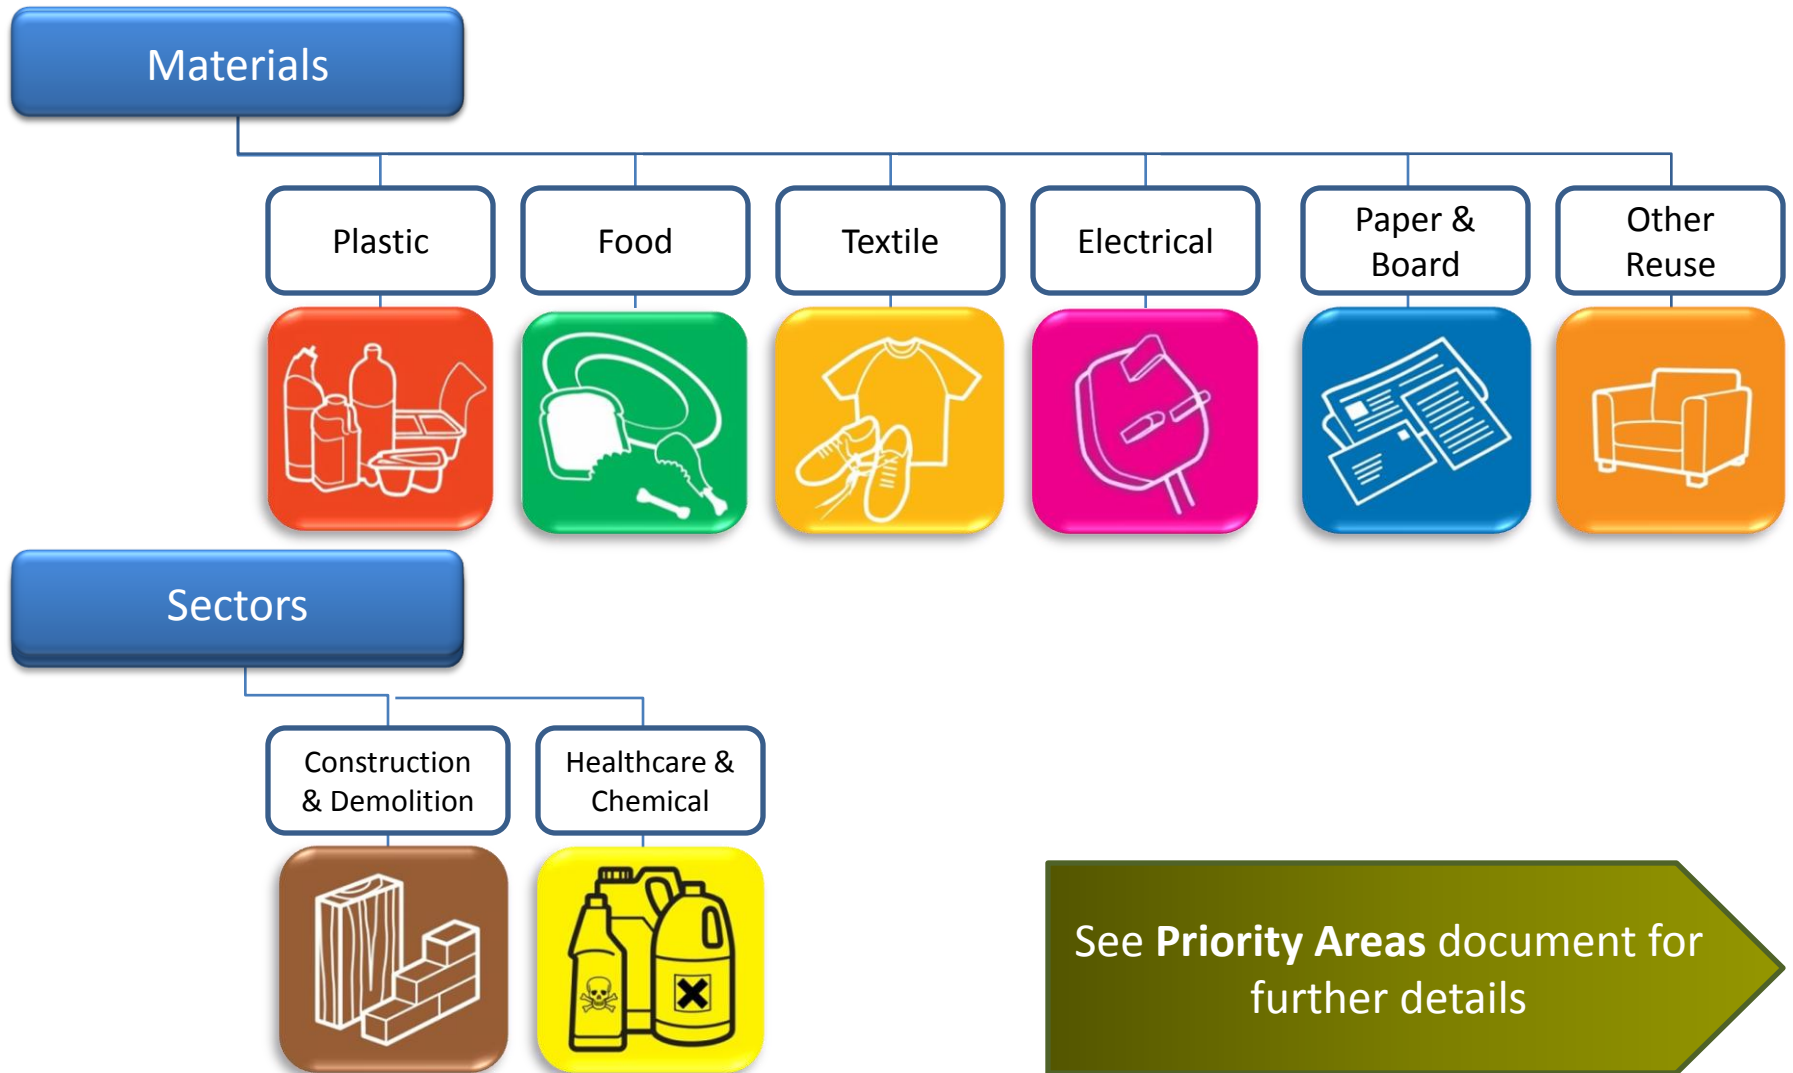 Materials
Plastic
Food
Textile
Electrical
Paper &
Board
Other
Reuse
Sectors
Construction
& Demolition
Healthcare &
Chemical
See Priority Areas document for
further details